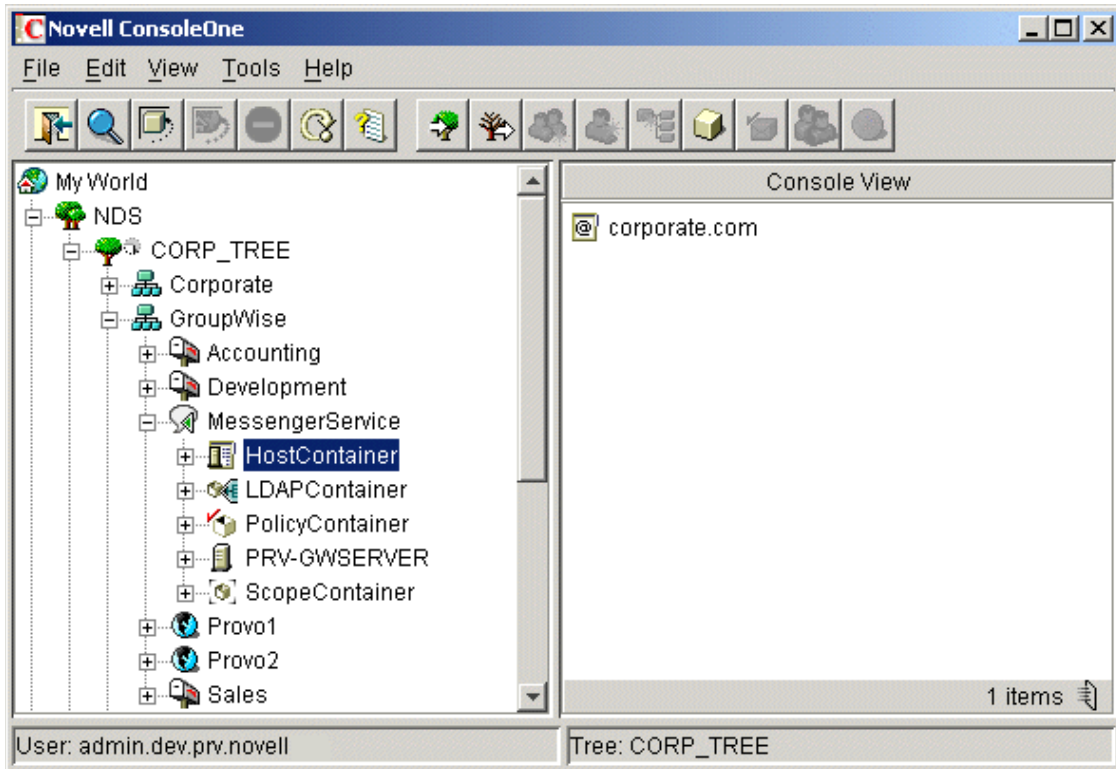 Novell ConsoleOne
File Edit View Tools Help
My World
NDS
CORP_TREE
Corporate
GroupWise
Accounting
Development
MessengerService
HostContainer
LDAPContainer
PolicyContainer
PRV-GWSERVER
ScopeContainer
Provo1
Provo2
Sales
Console View
corporate.com
1 items
User: admin.dev.prv.novell
Tree: CORP_TREE